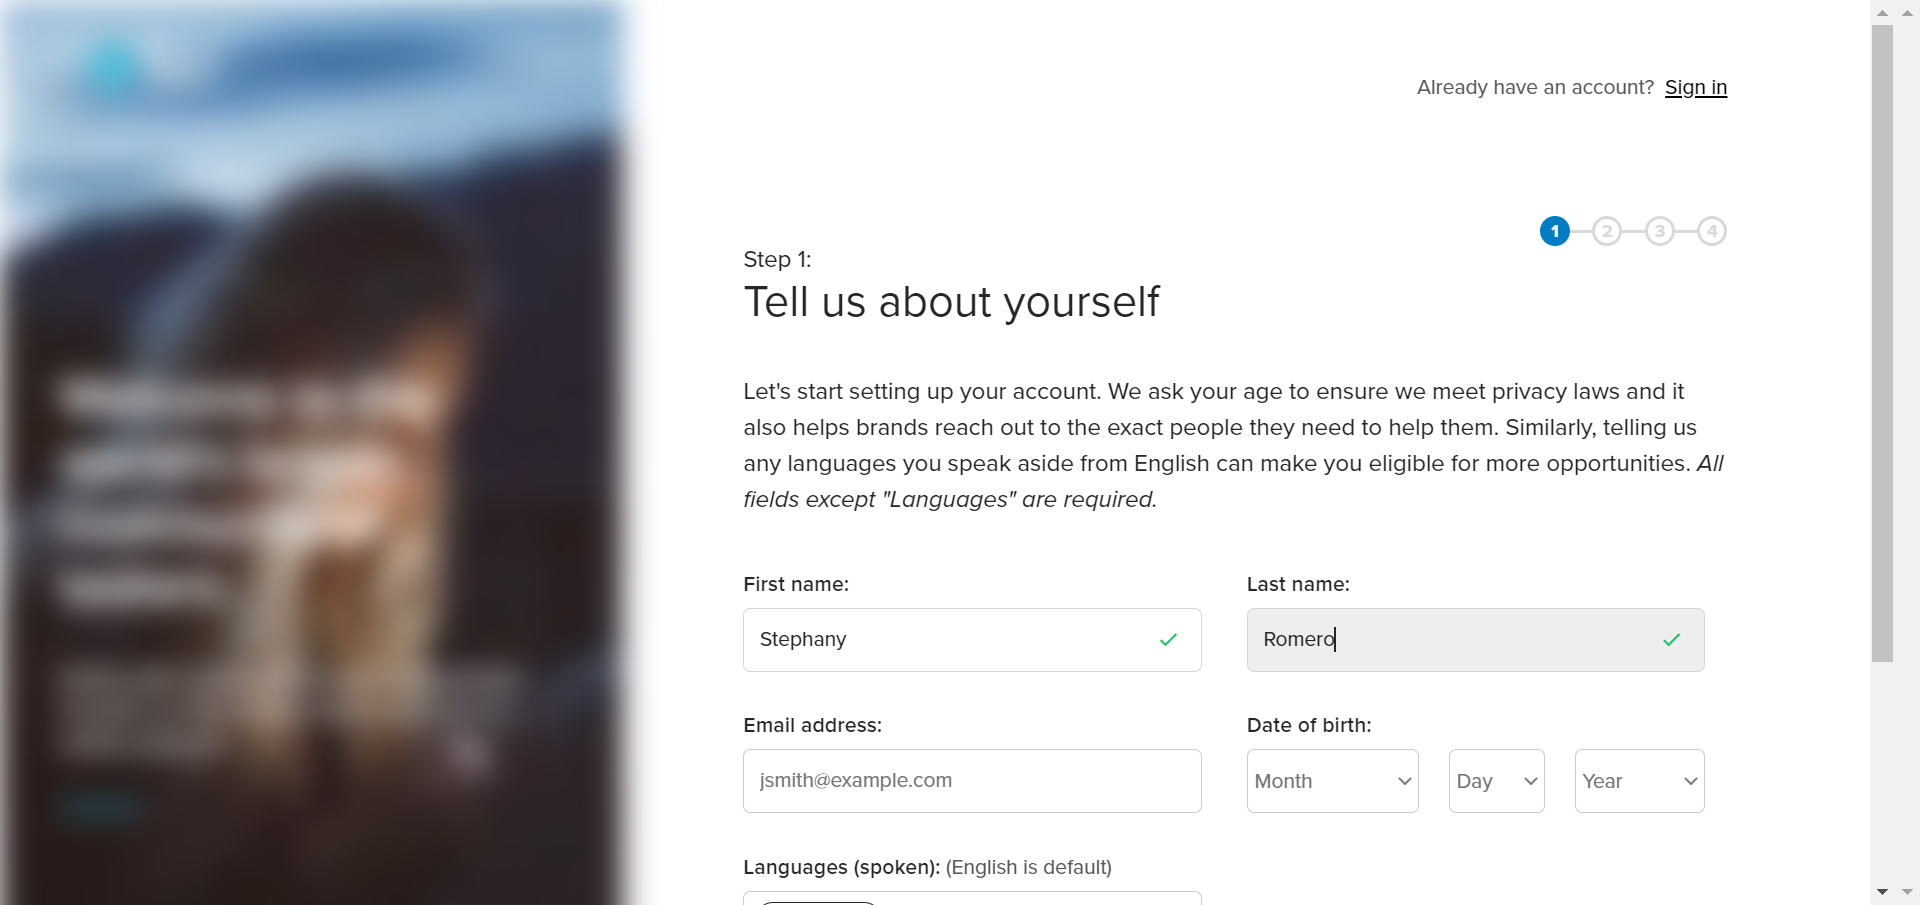 Already have an account? Sign in
1 2 3 4
Step 1:
Tell us about yourself
Let's start setting up your account. We ask your age to ensure we meet privacy laws and it
also helps brands reach out to the exact people they need to help them. Similarly, telling us
any languages you speak aside from English can make you eligible for more opportunities. All
fields except "Languages" are required.
First name: Last name:
Stephany Romero
Email address: Date of birth:
jsmith@example.com Month Day Year
Languages (spoken): (English is default)